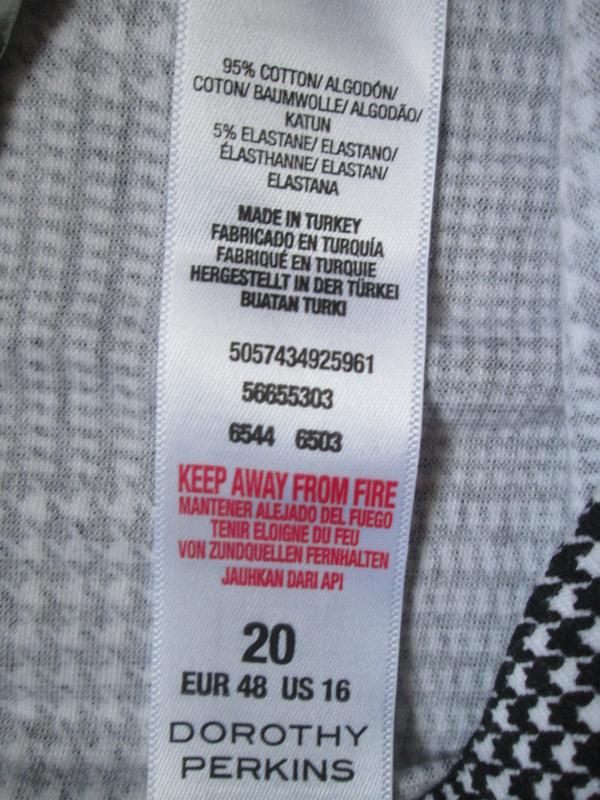 95% COTTON/ ALGODÓN/
COTON/ BAUMWOLLE/ ALGODÃO/
KATUN
5% ELASTANE/ ELASTANO/
ÉLASTHANNE/ ELASTAN/
ELASTANA
MADE IN TURKEY
FABRICADO EN TURQUÍA
FABRIQUÉ EN TURQUIE
HERGESTELLT IN DER TÜRKEI
BUATAN TURKI
5057434925961
56655303
6544 6503
KEEP AWAY FROM FIRE
MANTENER ALEJADO DEL FUEGO
TENIR ELOIGNE DU FEU
VON ZUNDQUELLEN FERNHALTEN
JAUHKAN DARI API
20
EUR 48 US 16
DOROTHY
PERKINS